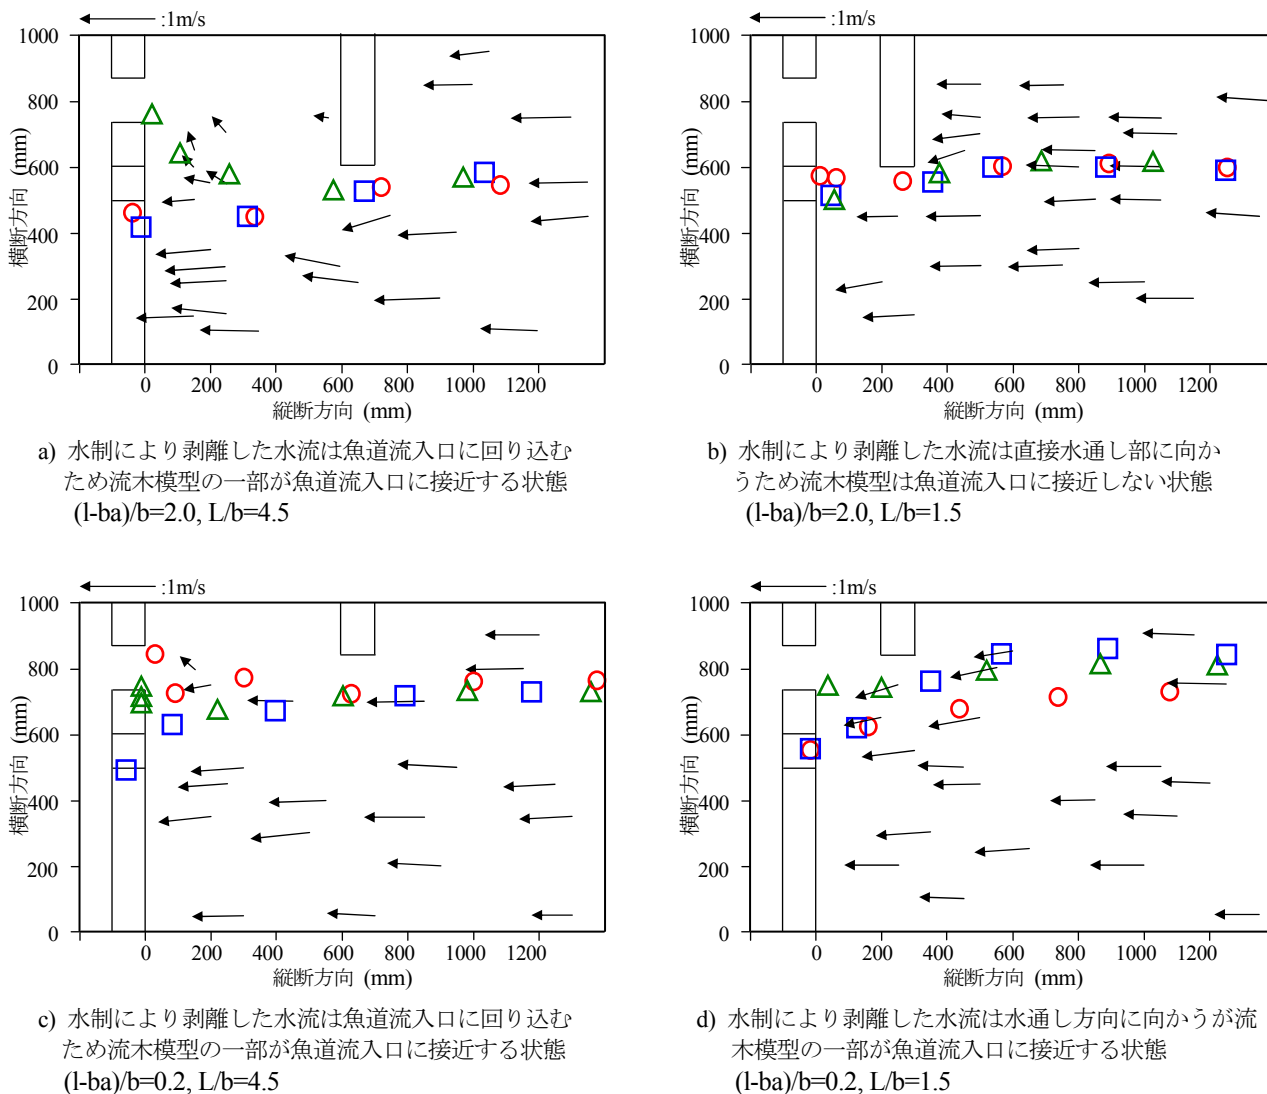 :1m/s
1000
800
600
400
200
0
横断方向 (mm)
0 200 400 600 800 1000 1200
縦断方向 (mm)
a) 水制により剥離した水流は魚道流入口に回り込む
ため流木模型の一部が魚道流入口に接近する状態
(l-ba)/b=2.0, L/b=4.5
:1m/s
1000
800
600
400
200
0
横断方向 (mm)
0 200 400 600 800 1000 1200
縦断方向 (mm)
b) 水制により剥離した水流は直接水通し部に向か
うため流木模型は魚道流入口に接近しない状態
(l-ba)/b=2.0, L/b=1.5
:1m/s
1000
800
600
400
200
0
横断方向 (mm)
0 200 400 600 800 1000 1200
縦断方向 (mm)
c) 水制により剥離した水流は魚道流入口に回り込む
ため流木模型の一部が魚道流入口に接近する状態
(l-ba)/b=0.2, L/b=4.5
:1m/s
1000
800
600
400
200
0
横断方向 (mm)
0 200 400 600 800 1000 1200
縦断方向 (mm)
d) 水制により剥離した水流は水通し方向に向かうが流
木模型の一部が魚道流入口に接近する状態
(l-ba)/b=0.2, L/b=1.5